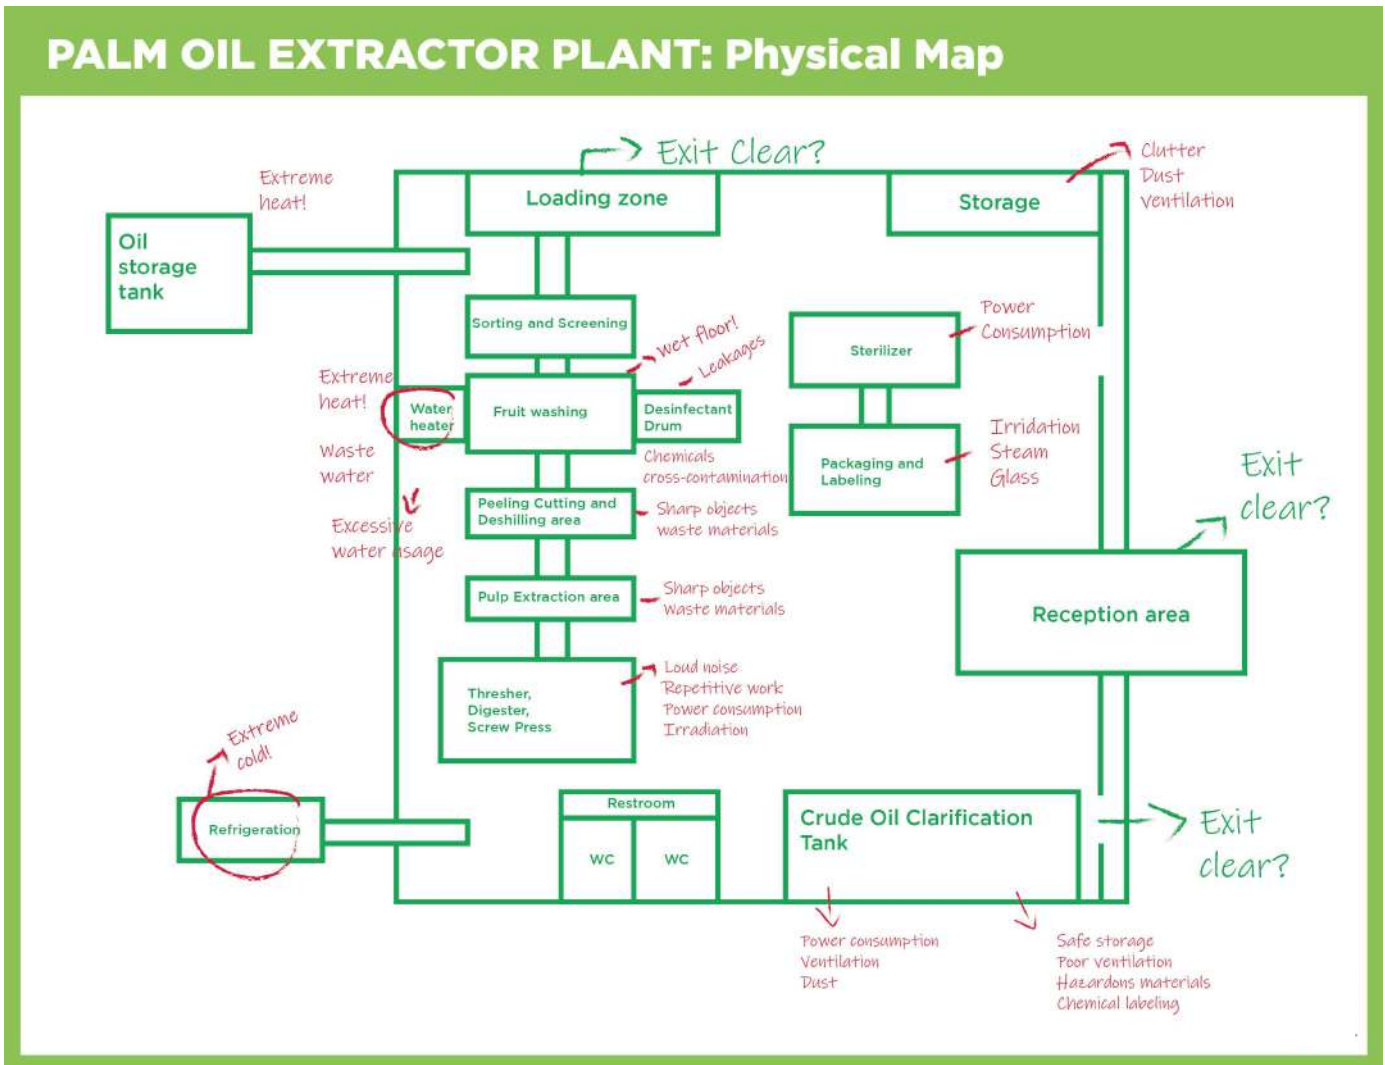 PALM OIL EXTRACTOR PLANT: Physical Map
Exit Clear?
Clutter
Dust
Ventilation
Extreme
heat!
Loading zone
Storage
Oil
storage
tank
Sorting and Screening
Wet floor!
Leakages
Power
Consumption
Sterilizer
Extreme
heat!
Water
heater
Fruit washing
Desinfectant
Drum
Waste
water
Chemicals
cross-contamination
Packaging and
Labeling
Irridation
Steam
Glass
Exit
clear?
Excessive
water usage
Peeling Cutting and
Deshilling area
Sharp objects
waste materials
Pulp Extraction area
Sharp objects
Waste materials
Reception area
Thresher,
Digester,
Screw Press
Loud noise
Repetitive work
Power consumption
Irradiation
Extreme
cold!
Refrigeration
Restroom
WC
WC
Crude Oil Clarification
Tank
Exit
clear?
Power consumption
Ventilation
Dust
Safe storage
Poor ventilation
Hazardons materials
Chemical labeling